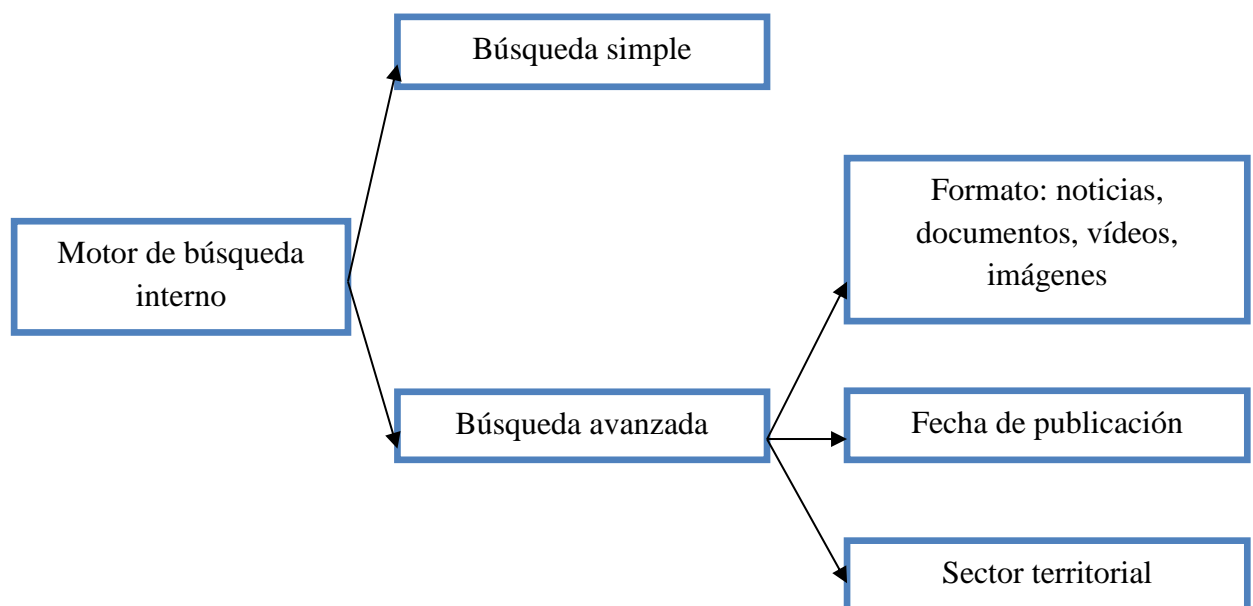 Búsqueda simple
Motor de búsqueda
interno
Formato: noticias,
documentos, vídeos,
imágenes
Búsqueda avanzada
Fecha de publicación
Sector territorial